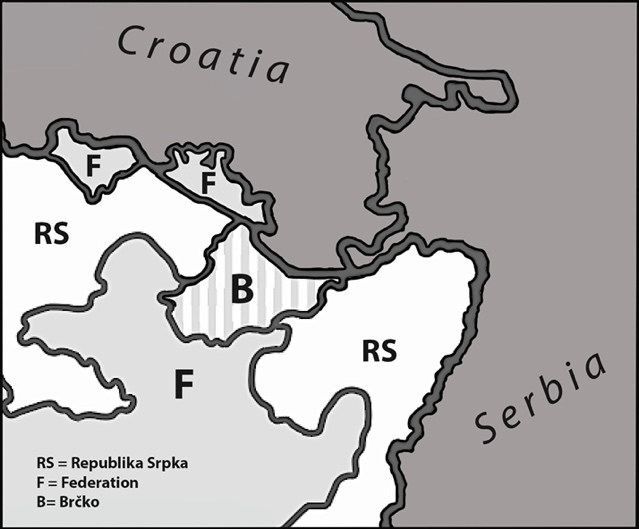 Croatia
F
F
RS
B
RS
F
Serbia
RS = Republika Srpka
F = Federation
B= Brčko